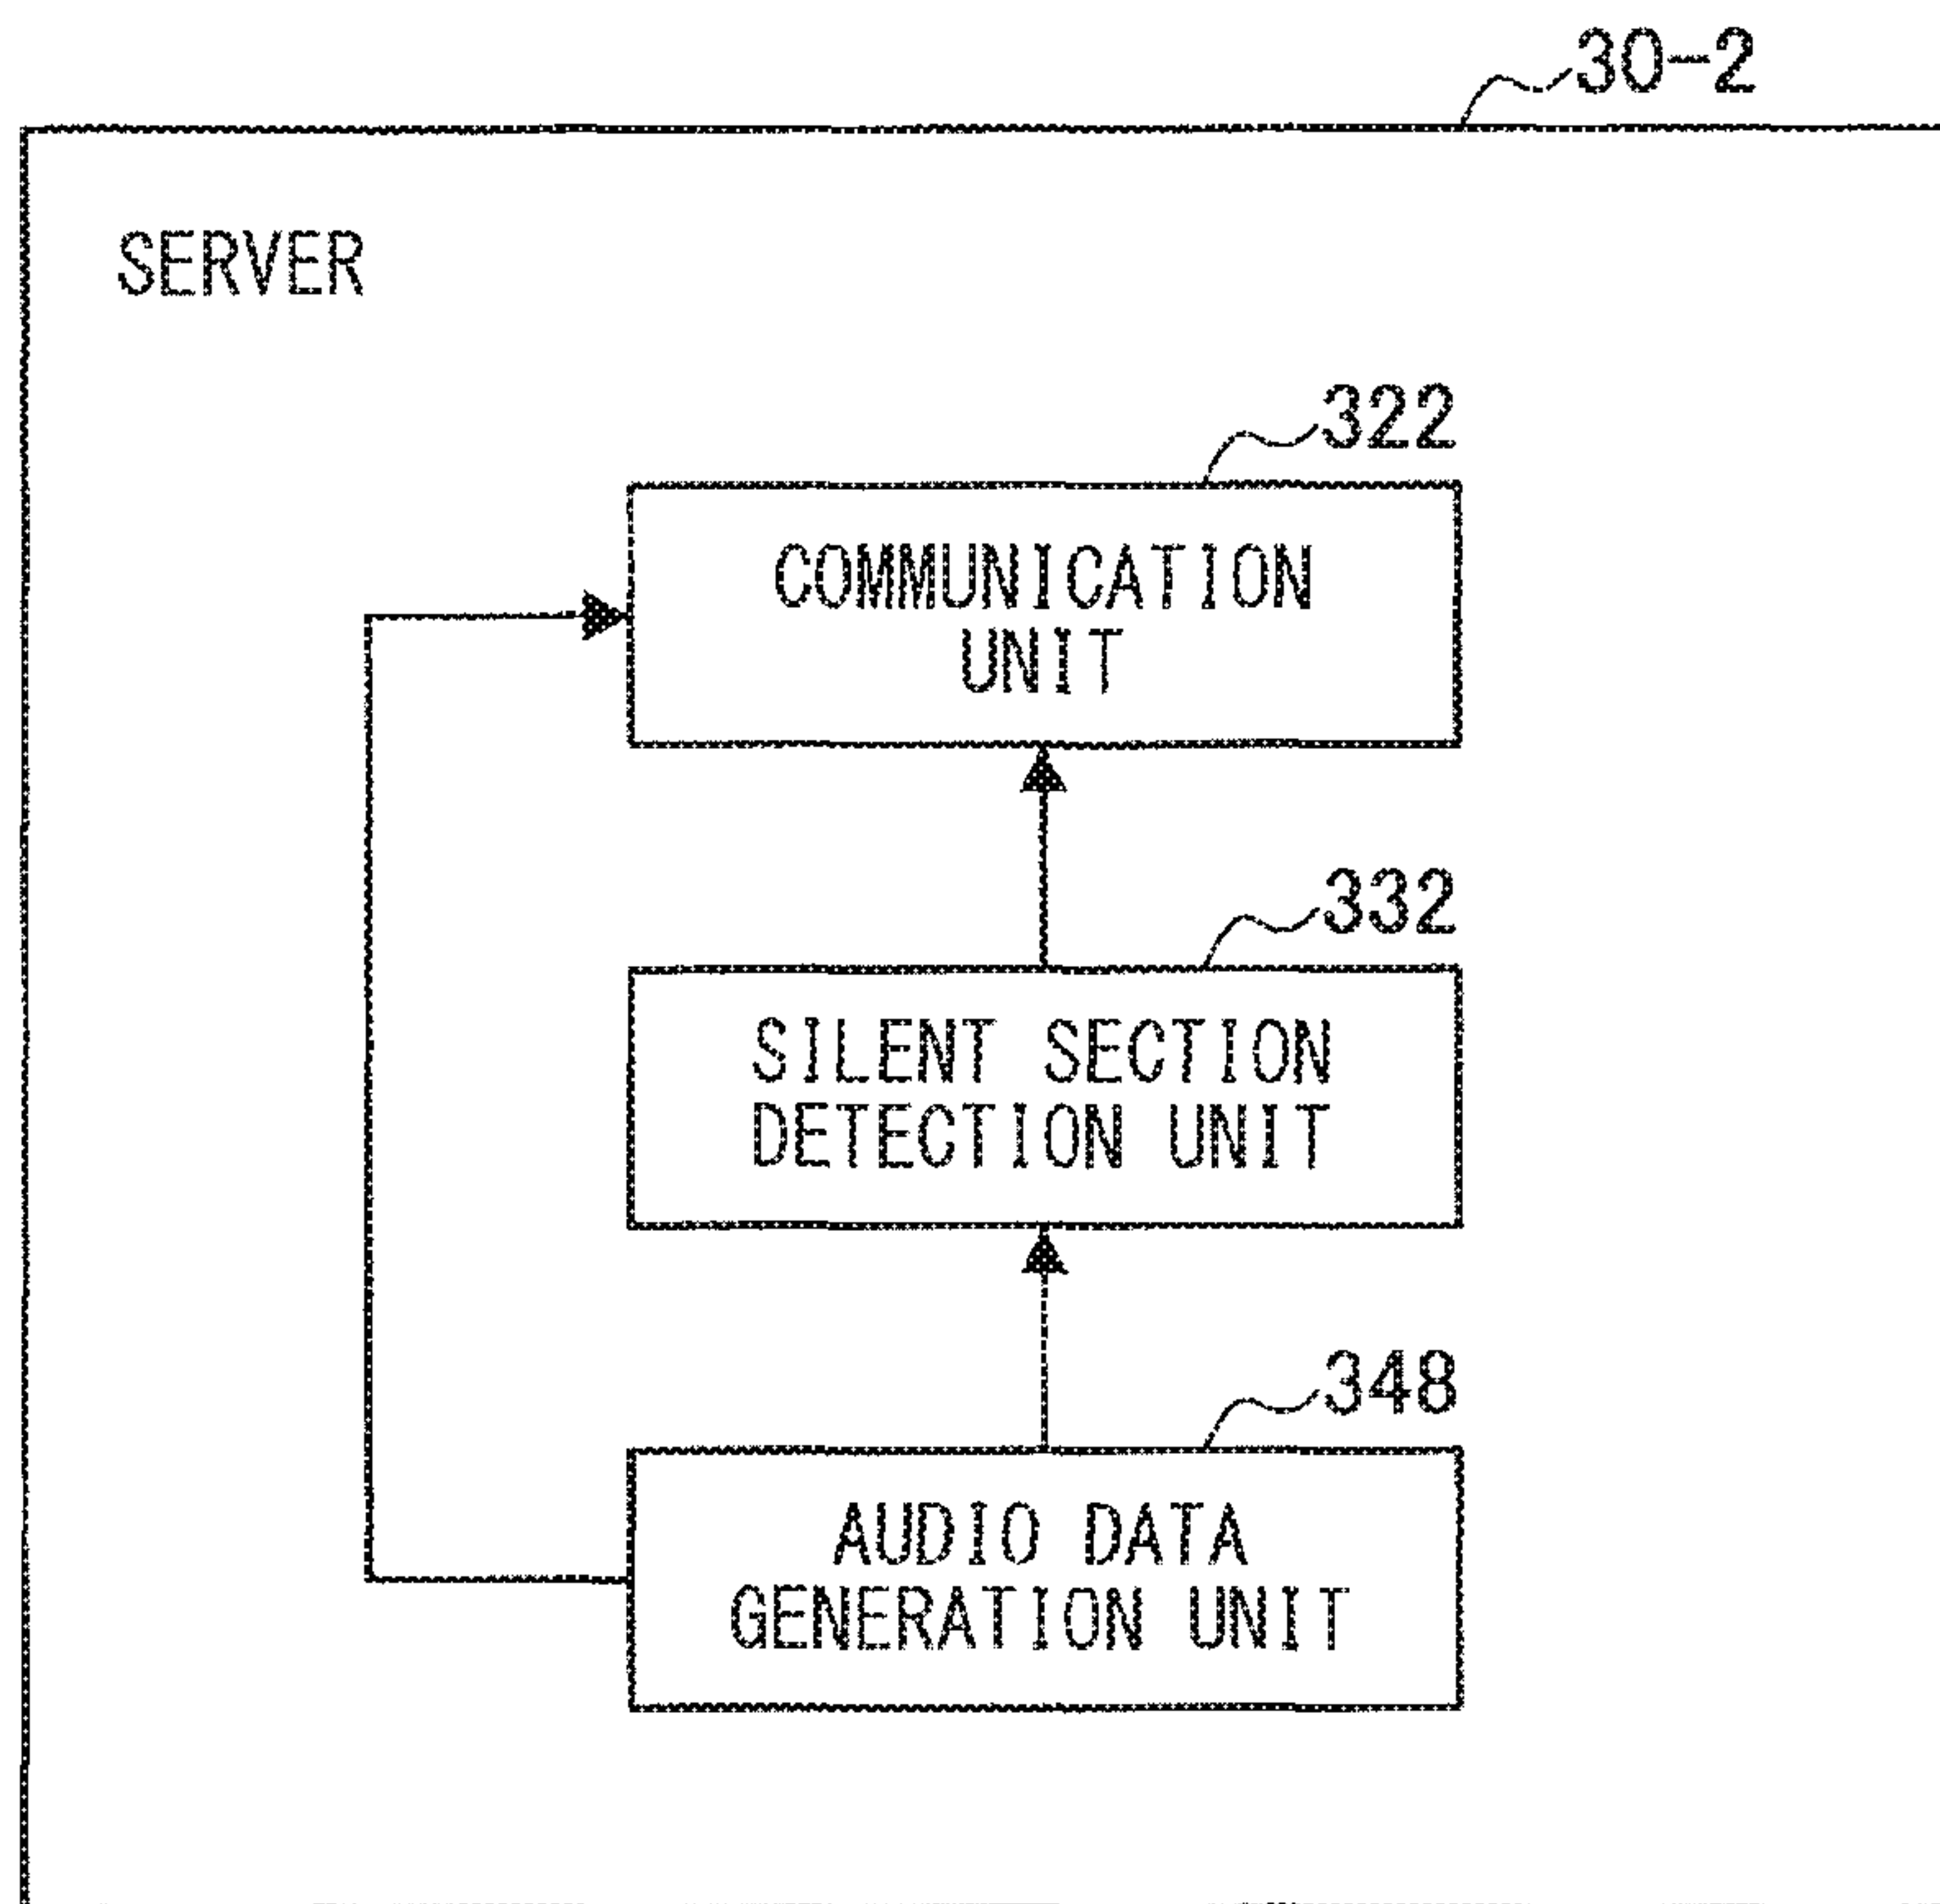 30-2
SERVER
322
COMMUNICATION
UNIT
332
SILENT SECTION
DETECTION UNIT
348
AUDIO DATA
GENERATION UNIT